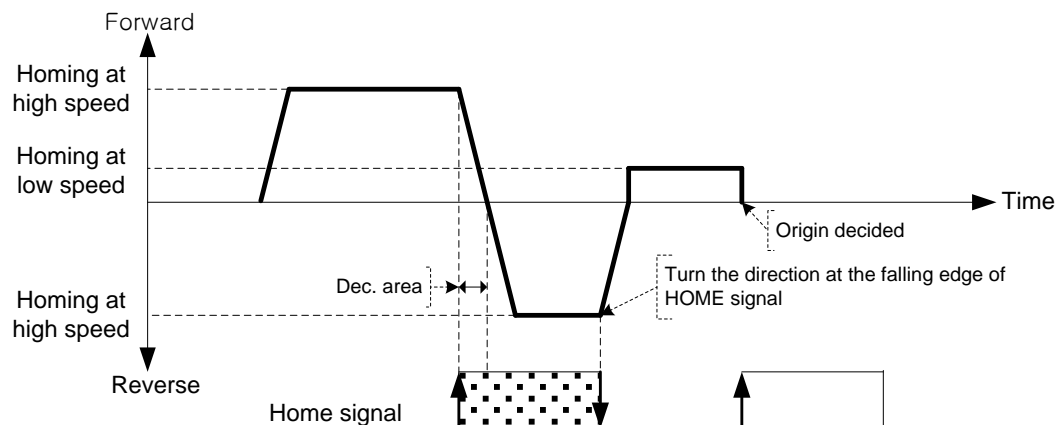 Forward
Homing at
high speed
Homing at
low speed
Time
Origin decided
Dec. area
Turn the direction at the falling edge of
HOME signal
Homing at
high speed
Reverse
Home signal